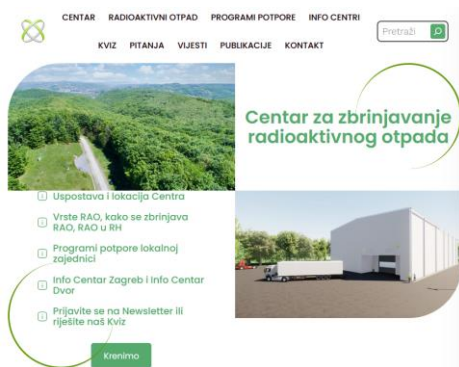 CENTAR RADIOAKTIVNI OTPAD PROGRAMI POTPORE INFO CENTRI
KVIZ PITANJA VIJESTI PUBLIKACIJE KONTAKT
Pretraži
Centar za zbrinjavanje
radioaktivnog otpada
Uspostava i lokacija Centra
Vrste RAO, kako se zbrinjava
RAO, RAO u RH
Programi potpore lokalnoj
zajednici
Info Centar Zagreb i Info Centar
Dvor
Prijavite se na Newsletter ili
riješite naš Kviz
Krenimo